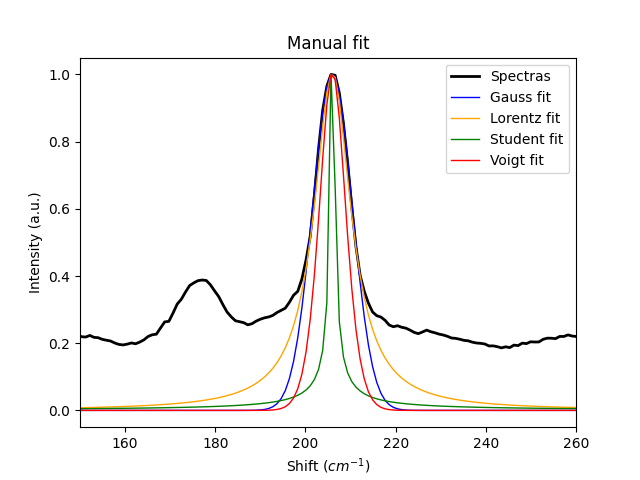 Manual fit
Intensity (a.u.)
1.0
0.8
0.6
0.4
0.2
0.0
Spectras
Gauss fit
Lorentz fit
Student fit
Voigt fit
160 180 200 220 240 260
Shift (cm⁻¹)